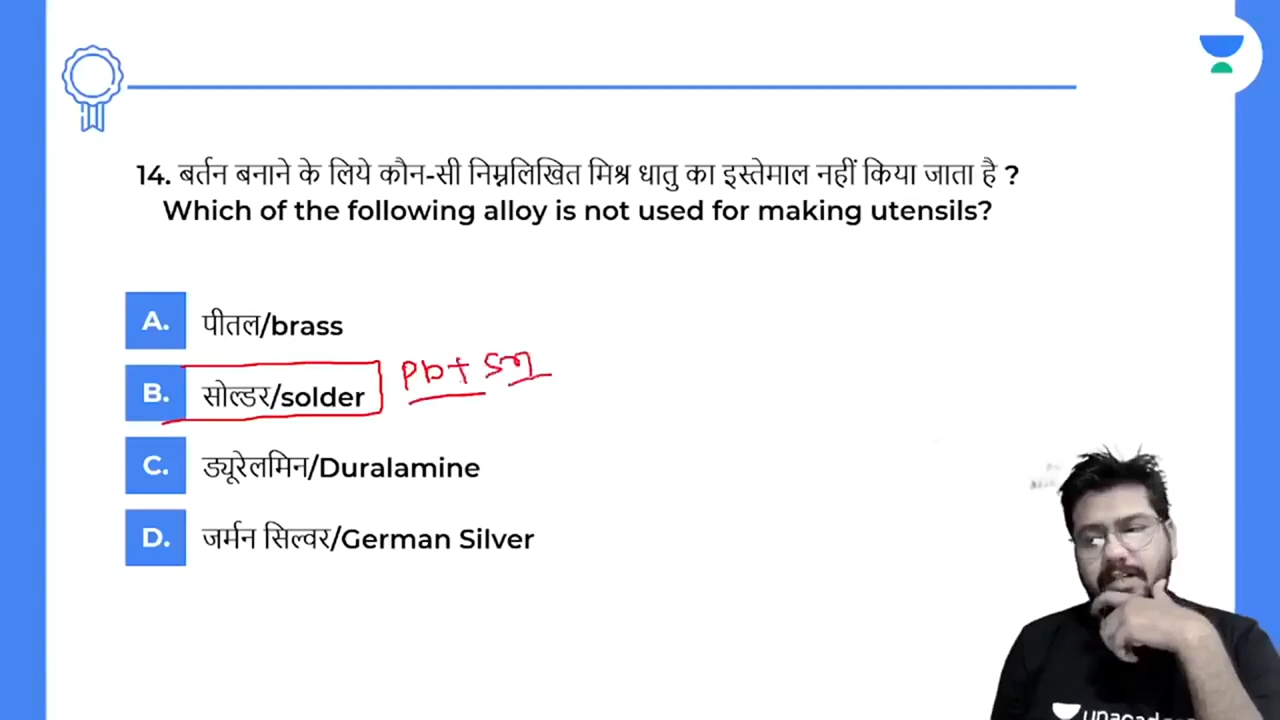 14. बर्तन बनाने के लिये कौन-सी निम्नलिखित मिश्र धातु का इस्तेमाल नहीं किया जाता है ?
Which of the following alloy is not used for making utensils?
A. पीतल/brass
B. सोल्डर/solder Pb+ Sn
C. ड्यूरेलमिन/Duralamine
D. जर्मन सिल्वर/German Silver